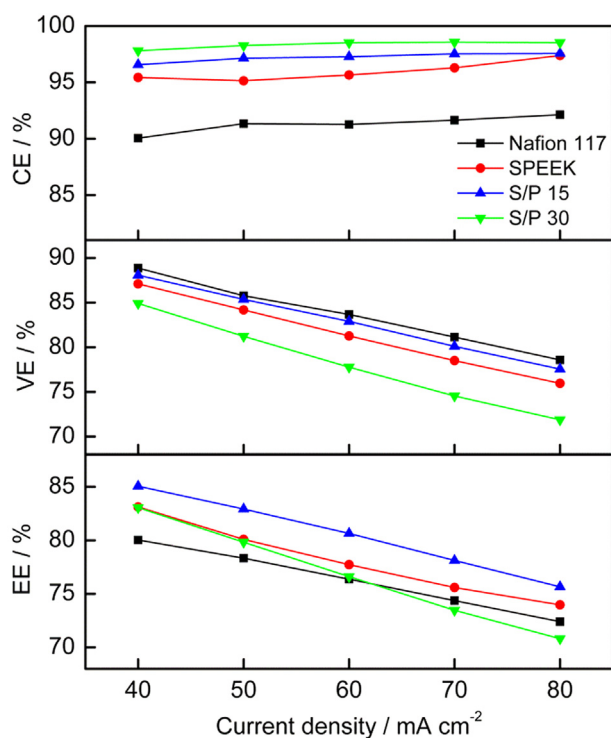 100
95
90
85
CE / %
Nafion 117
SPEEK
S/P 15
S/P 30
90
85
80
75
70
VE / %
85
80
75
70
EE / %
40 50 60 70 80
Current density / mA cm⁻²